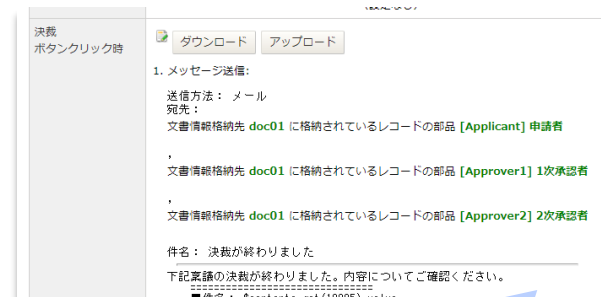 (設定なし)
決裁
ボタンクリック時
ダウンロード アップロード
1. メッセージ送信:
送信方法： メール
宛先：
文書情報格納先 doc01 に格納されているレコードの部品 [Applicant] 申請者
,
文書情報格納先 doc01 に格納されているレコードの部品 [Approver1] 1次承認者
,
文書情報格納先 doc01 に格納されているレコードの部品 [Approver2] 2次承認者
件名： 決裁が終わりました
下記稟議の決裁が終わりました。内容についてご確認ください。